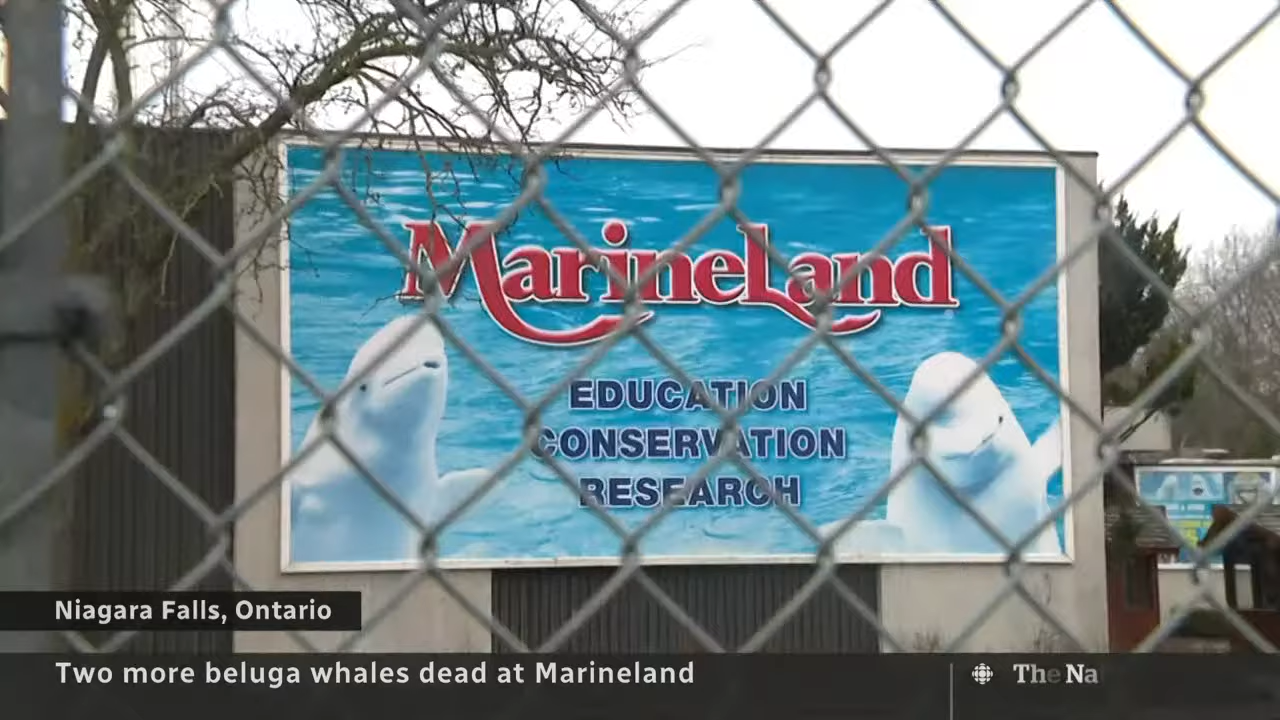 MarineLand
EDUCATION
CONSERVATION
RESEARCH
Niagara Falls, Ontario
Two more beluga whales dead at Marineland
The Na